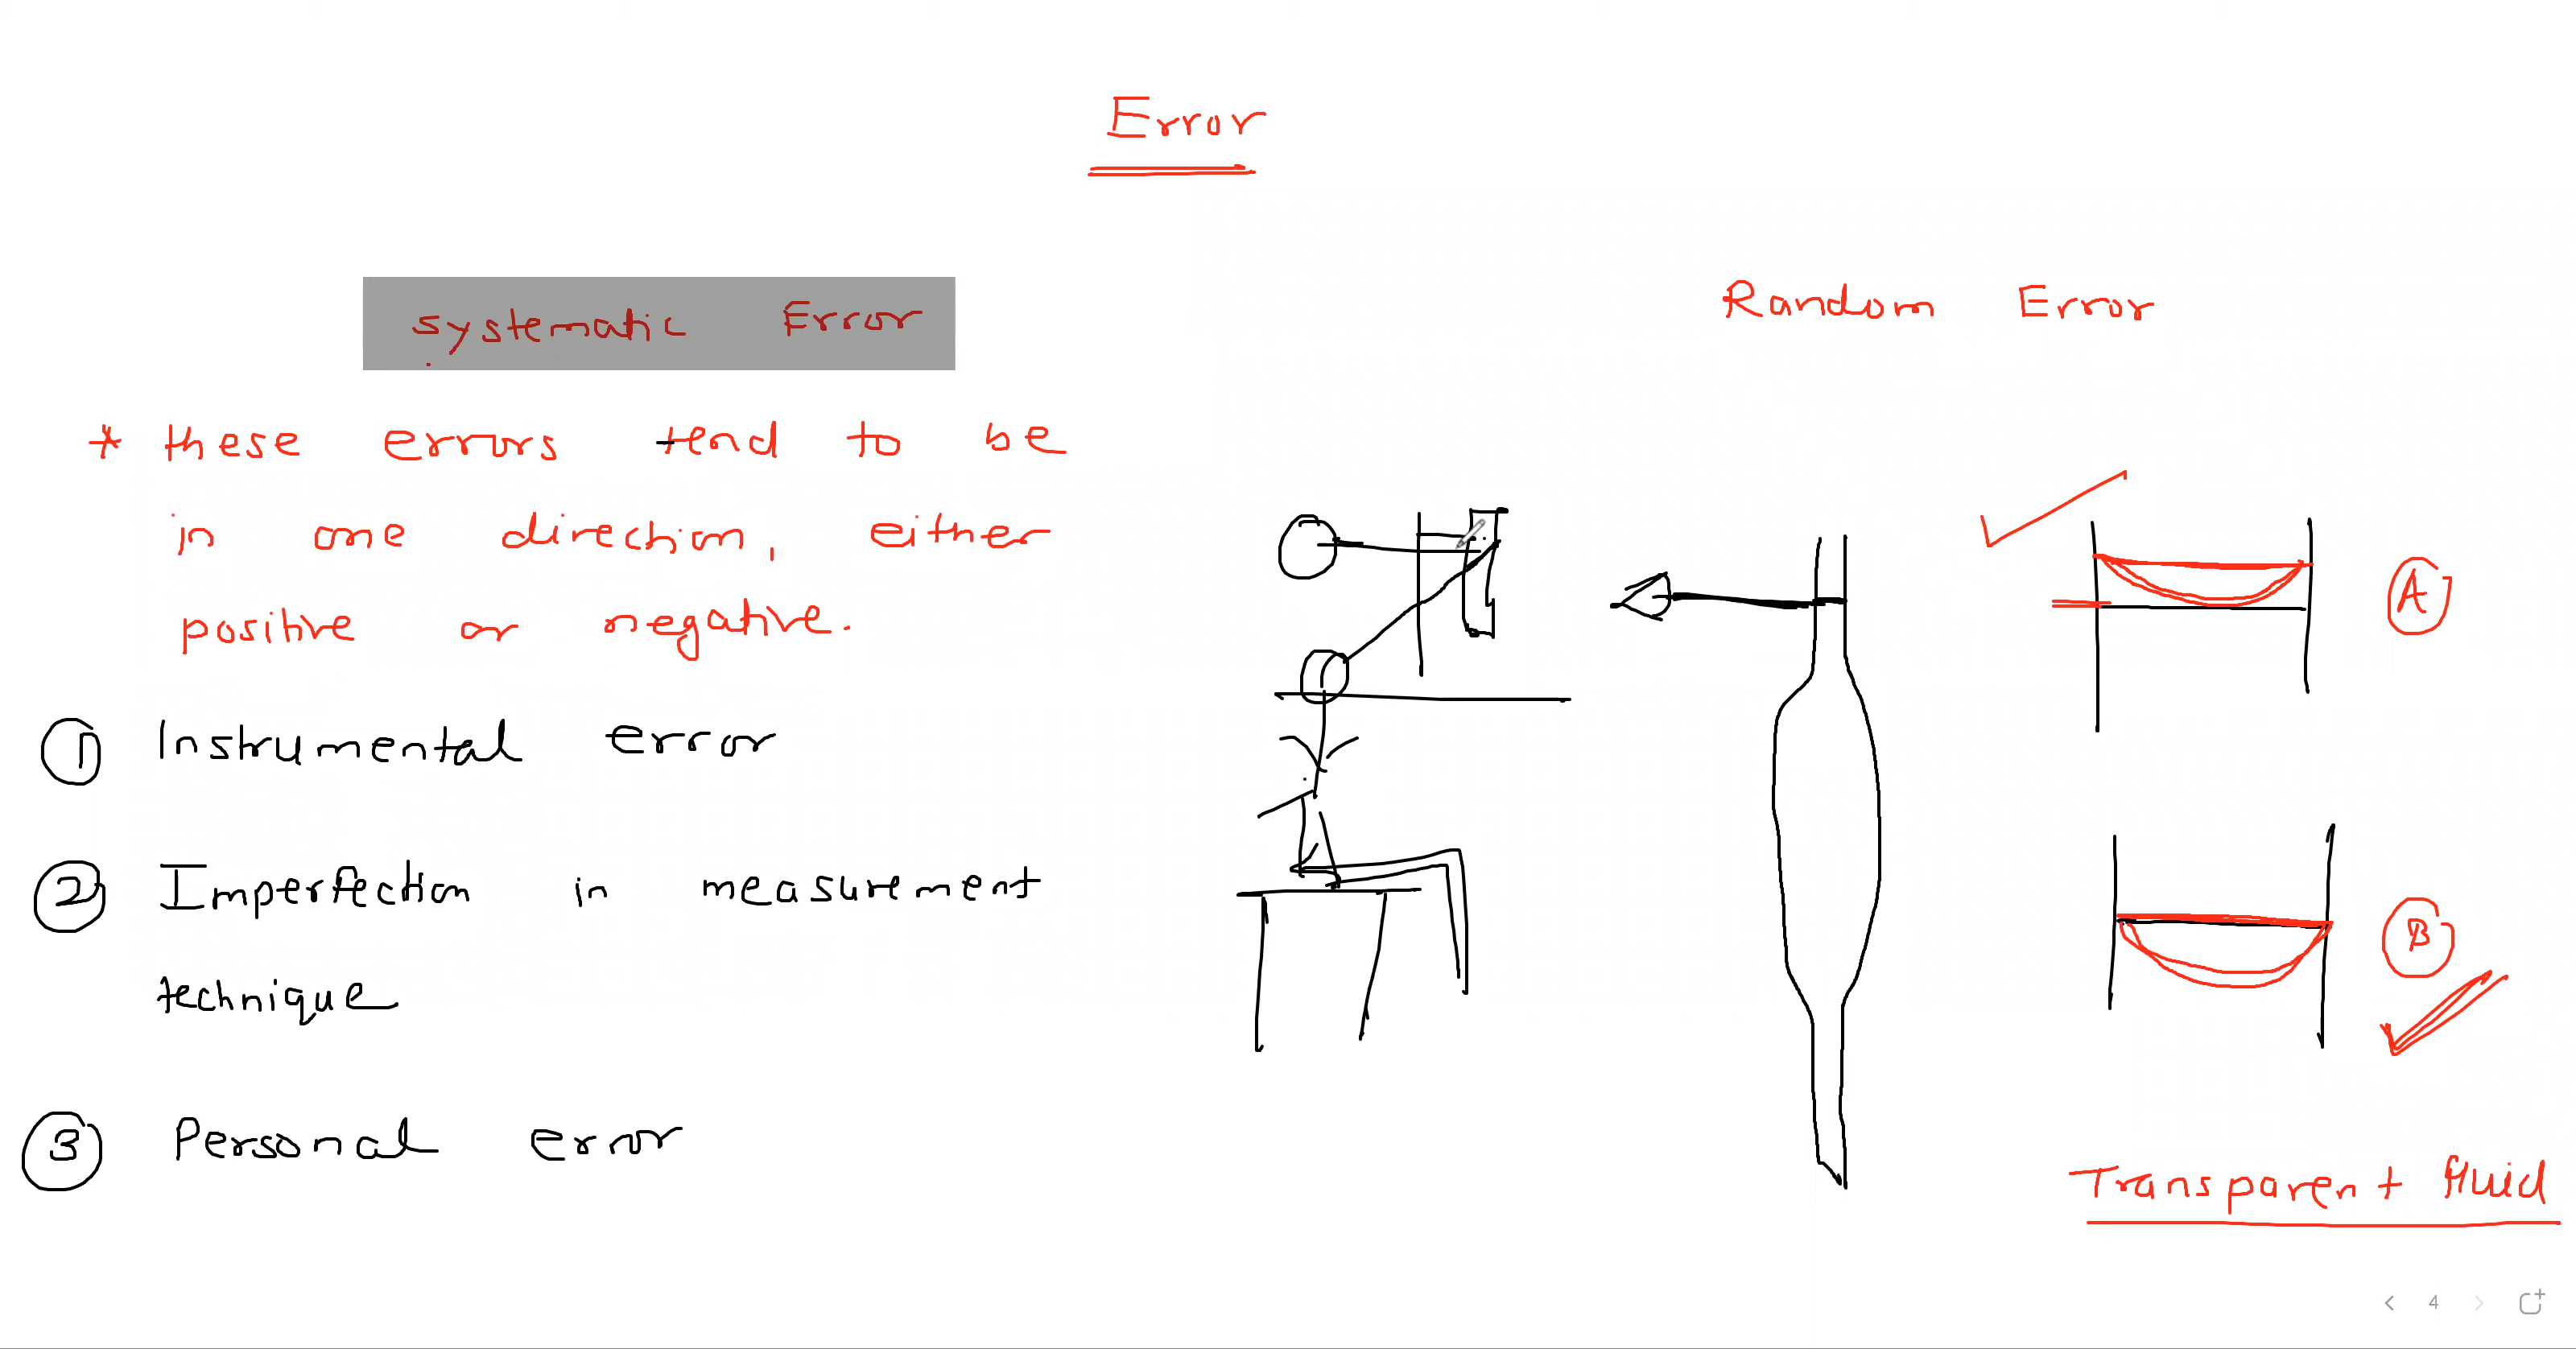 Error
systematic Error
Random Error
* these errors tend to be
in one direction, either
positive or negative.
① Instrumental error
② Imperfection in measurement
technique
③ Personal error
A
B
Transparent fluid
4